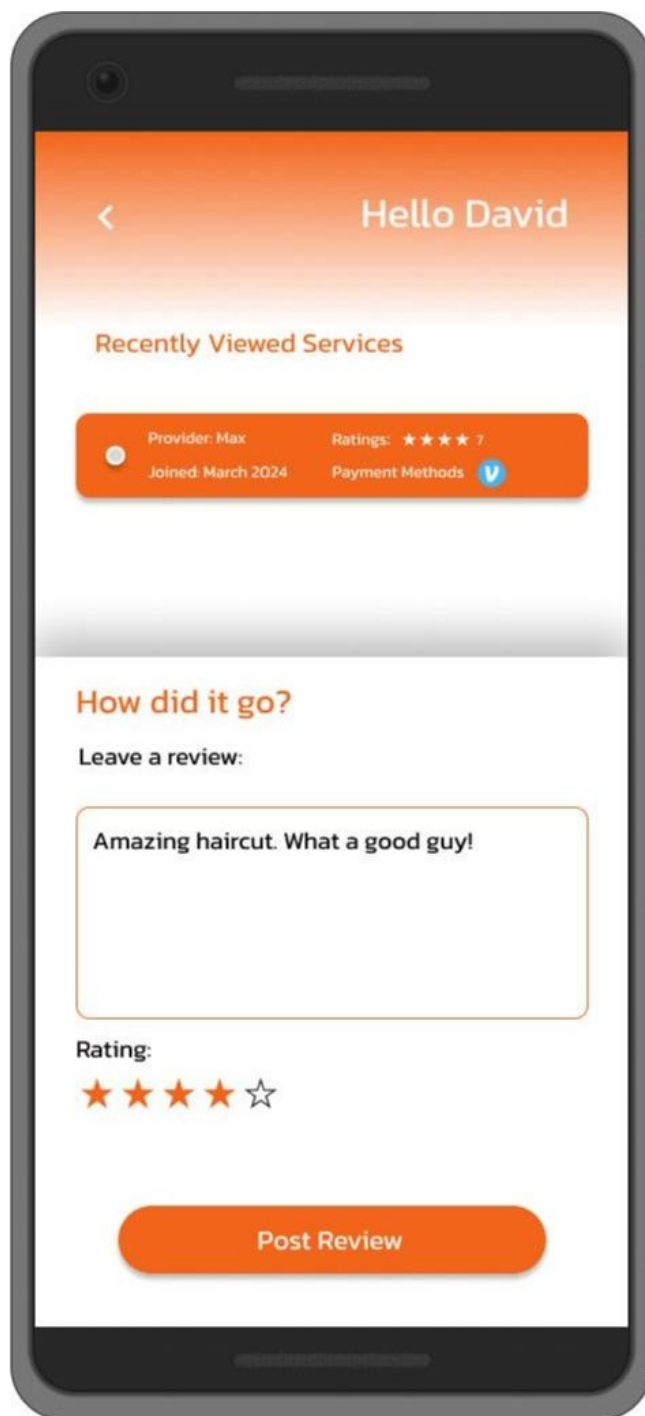 Hello David
Recently Viewed Services
Provider: Max
Ratings: ★★★★ 7
Joined: March 2024
Payment Methods
How did it go?
Leave a review:
Amazing haircut. What a good guy!
Rating:
Post Review